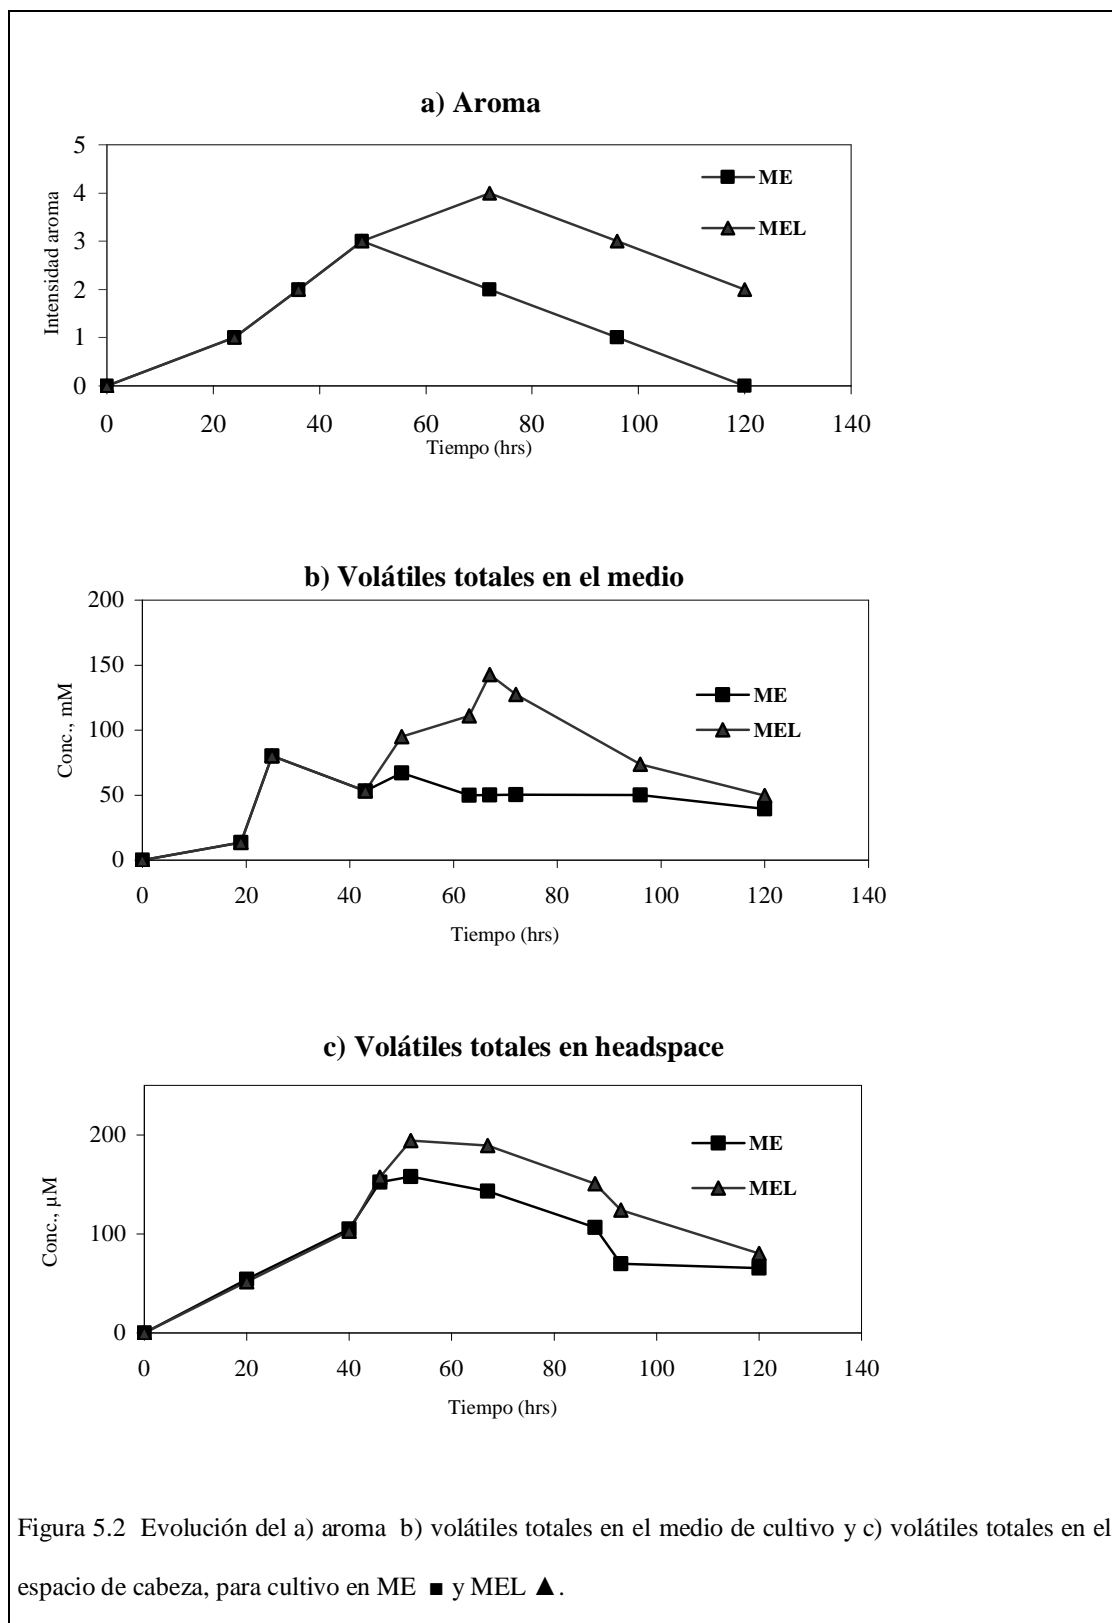 a) Aroma
5
4
3
2
1
0
Intensidad aroma
ME
MEL
0 20 40 60 80 100 120 140
Tiempo (hrs)
b) Volátiles totales en el medio
200
150
100
50
0
Conc., mM
ME
MEL
0 20 40 60 80 100 120 140
Tiempo (hrs)
c) Volátiles totales en headspace
200
100
0
Conc., µM
ME
MEL
0 20 40 60 80 100 120 140
Tiempo (hrs)
Figura 5.2 Evolución del a) aroma b) volátiles totales en el medio de cultivo y c) volátiles totales en el
espacio de cabeza, para cultivo en ME ■ y MEL ▲.